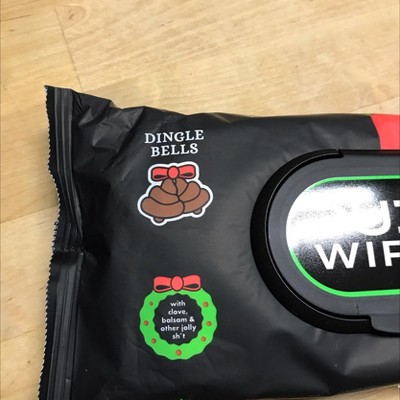 DINGLE
BELLS
WIP
with
clove,
balsam &
other jolly
sh*t